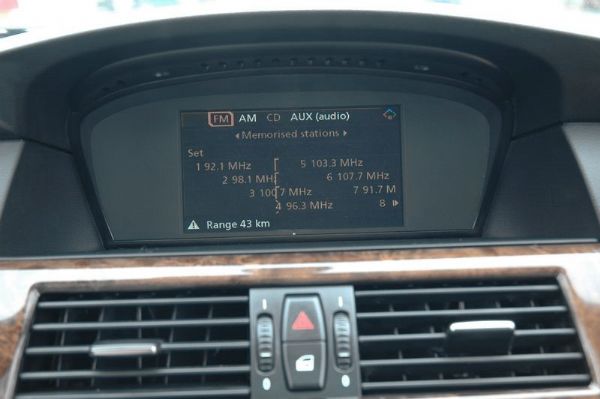 FM AM CD AUX (audio)
Memorised stations
Set
1 92.1 MHz 5 103.3 MHz
2 98.1 MH 6 107.7 MHz
3 100.7 MHz 7 91.7 M
4 96.3 MHz 8
Range 43 km